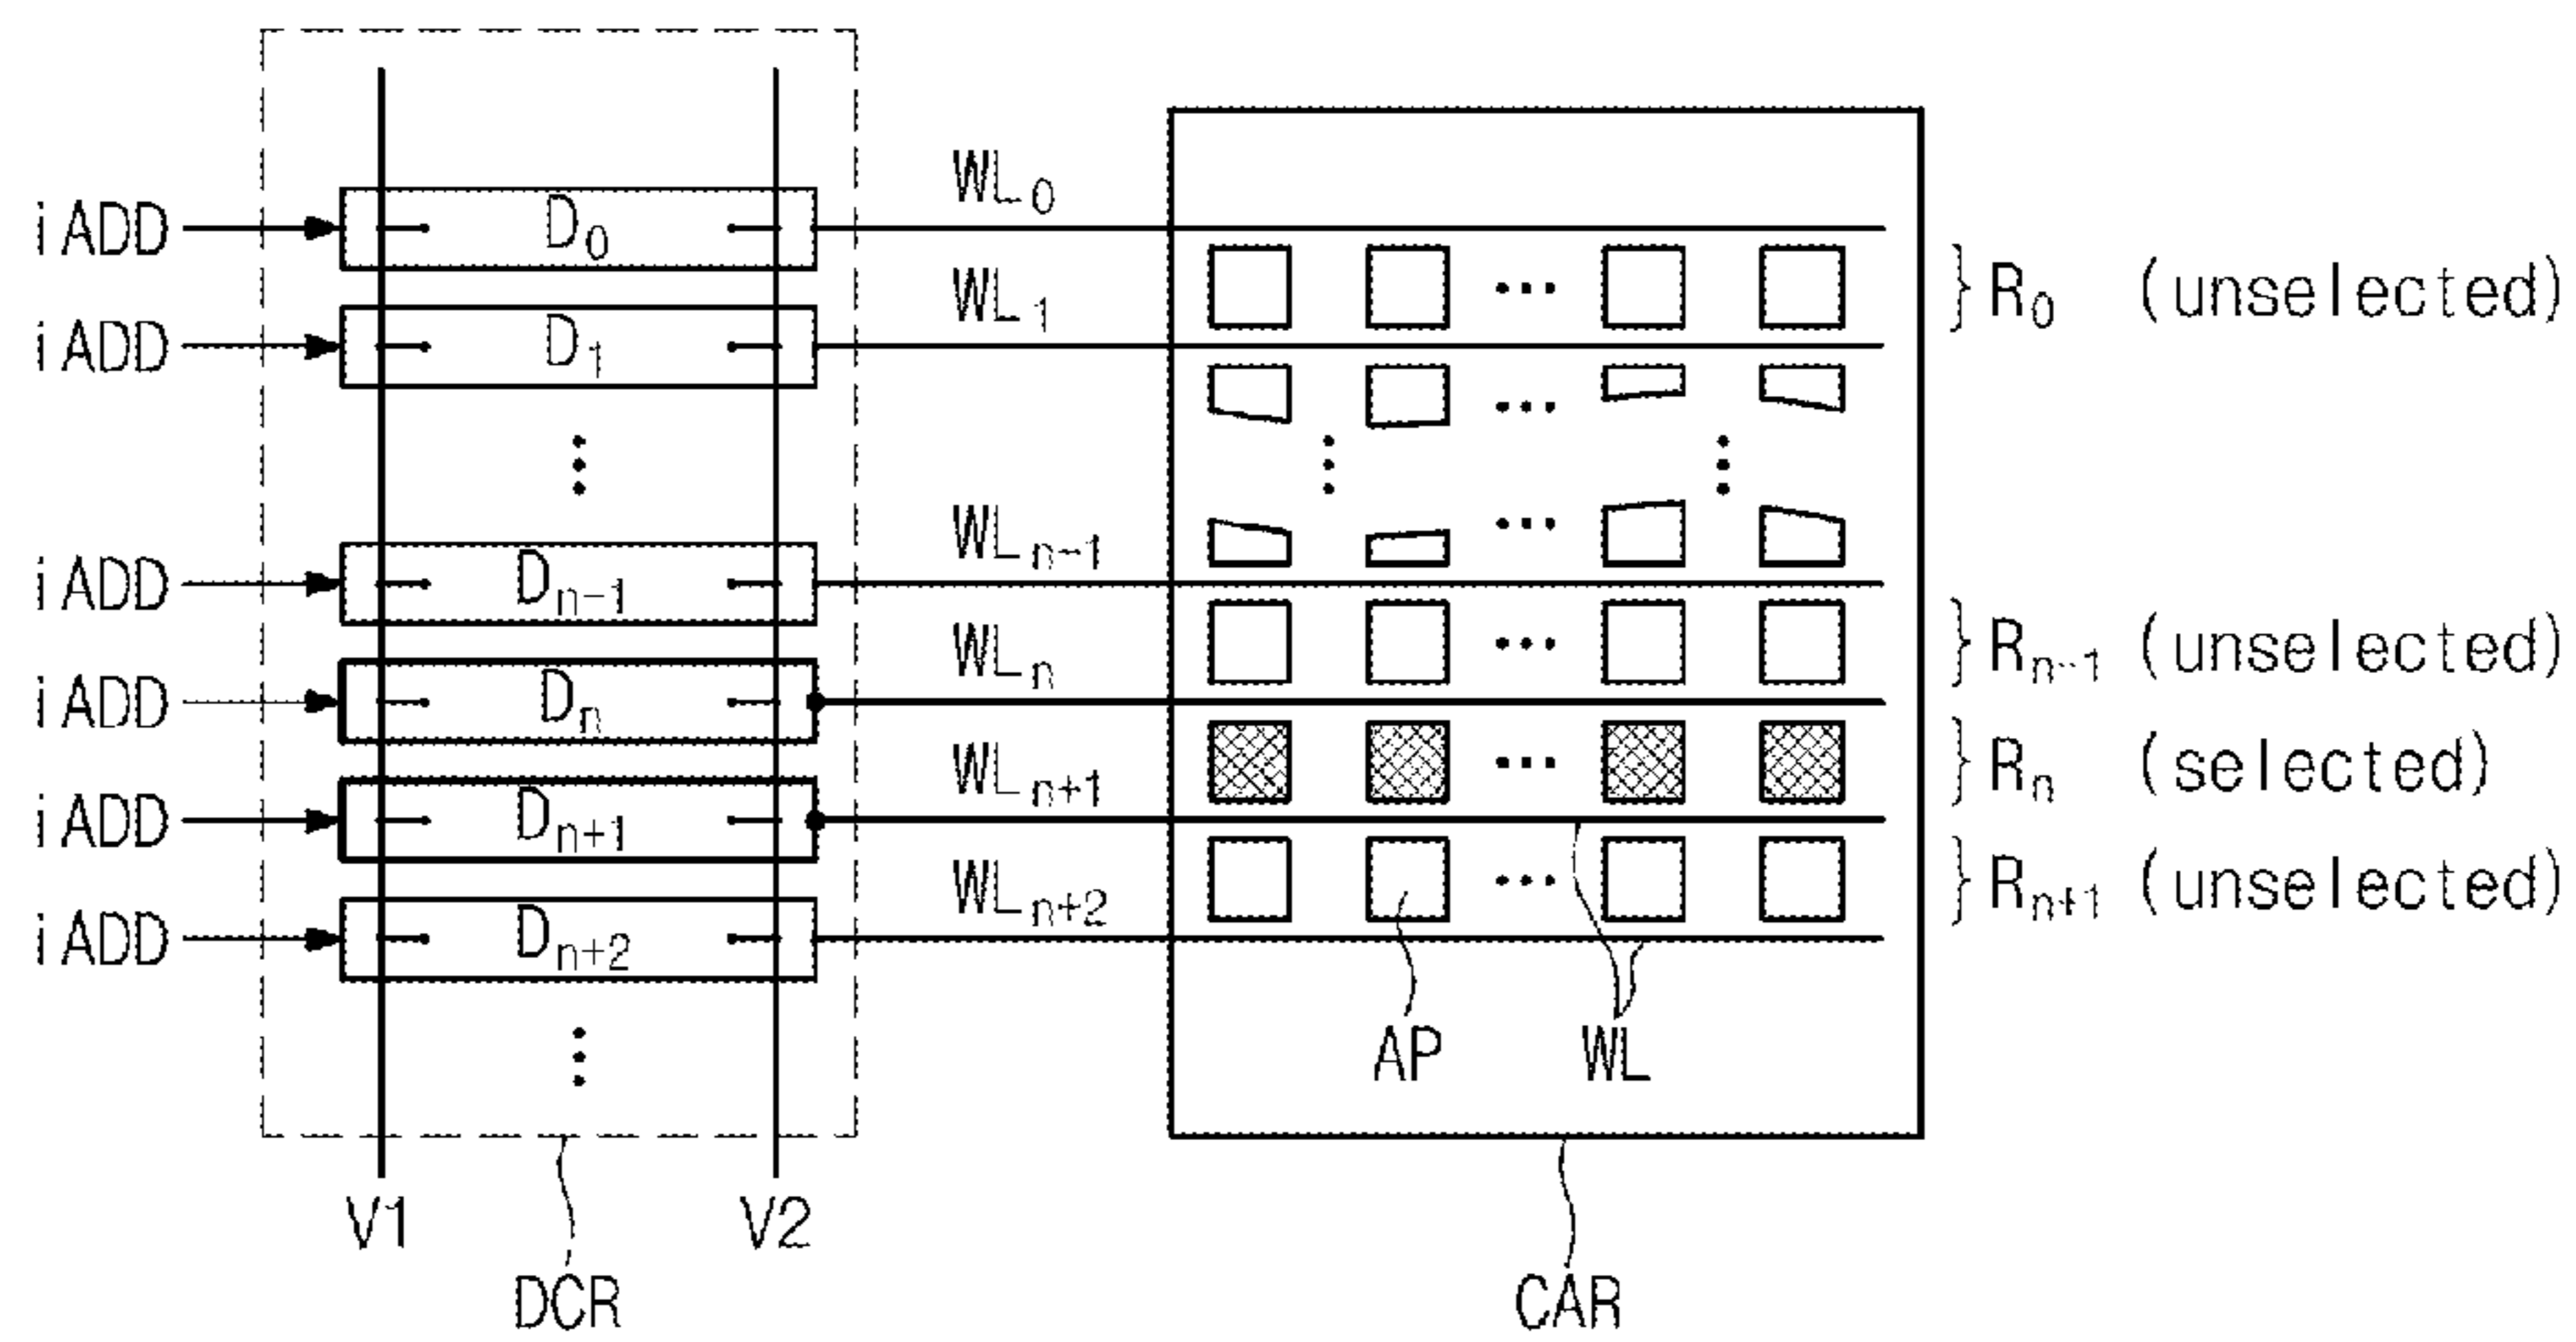 WL0
iADD D0
R0 (unselected)
WL1
iADD D1
WLn-1
iADD Dn-1
Rn-1 (unselected)
WLn
iADD Dn
Rn (selected)
WLn+1
iADD Dn+1
Rn+1 (unselected)
WLn+2
iADD Dn+2
AP WL
V1 V2
DCR CAR